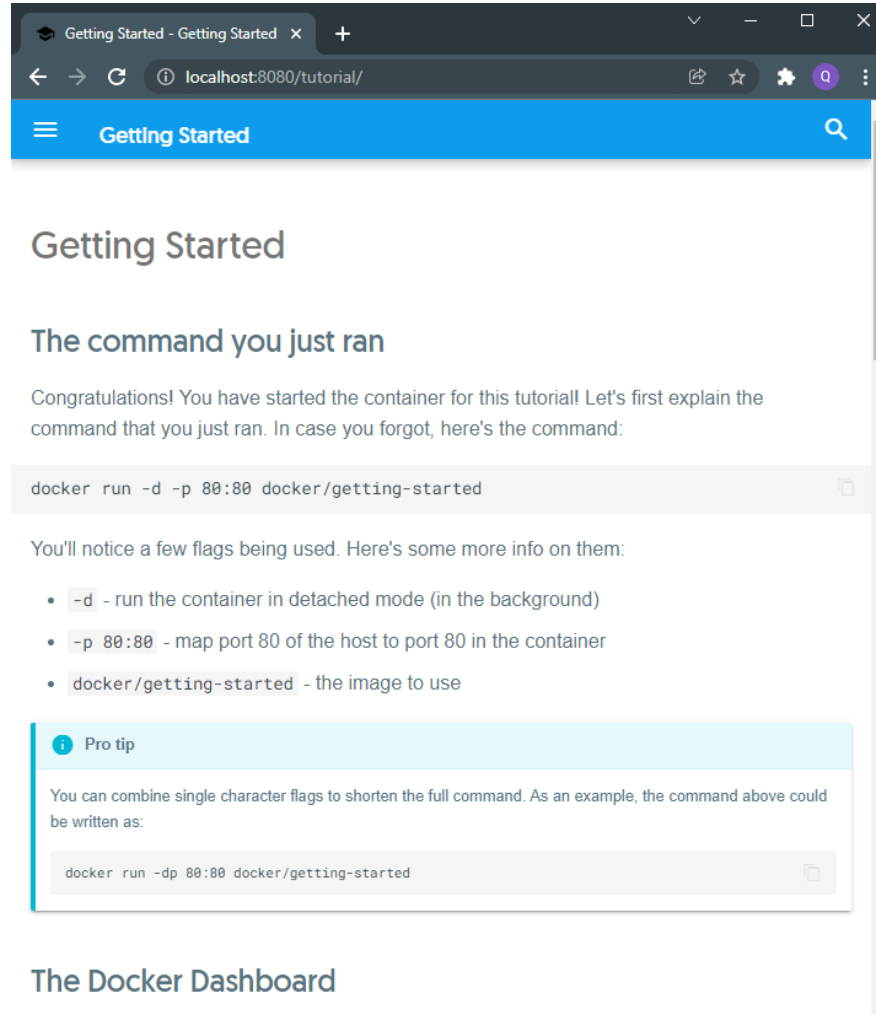 Getting Started - Getting Started
localhost:8080/tutorial/
Q
Getting Started
Getting Started
The command you just ran
Congratulations! You have started the container for this tutorial! Let's first explain the
command that you just ran. In case you forgot, here's the command:
docker run -d -p 80:80 docker/getting-started
You'll notice a few flags being used. Here's some more info on them:
• -d - run the container in detached mode (in the background)
• -p 80:80 - map port 80 of the host to port 80 in the container
• docker/getting-started - the image to use
Pro tip
You can combine single character flags to shorten the full command. As an example, the command above could
be written as:
docker run -dp 80:80 docker/getting-started
The Docker Dashboard